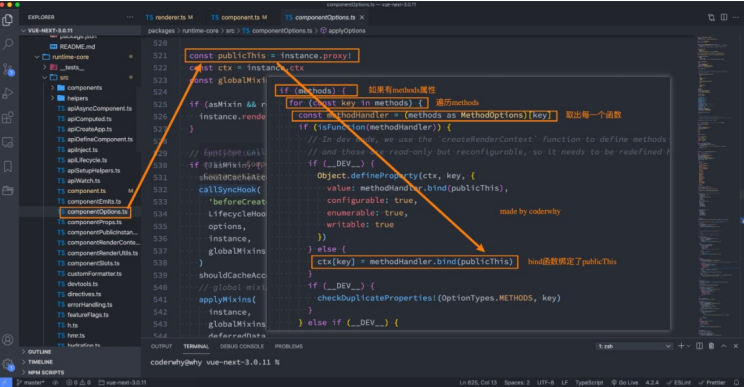 componentOptions.ts — vue-next-3.0.11
EXPLORER
TS renderer.ts M
TS component.ts M
TS componentOptions.ts
VUE-NEXT-3.0.11
packages > runtime-core > src > TS componentOptions.ts > applyOptions
package.json
README.md
runtime-core
__tests__
src
components
helpers
apiAsyncComponent.ts
apiComputed.ts
apiCreateApp.ts
apiDefineComponent.ts
apiInject.ts
apiLifecycle.ts
apiSetupHelpers.ts
apiWatch.ts
component.ts M
componentEmits.ts
componentOptions.ts
componentProps.ts
componentPublicInstan...
componentRenderConte...
componentRenderUtils.ts
componentSlots.ts
customFormatter.ts
devtools.ts
directives.ts
errorHandling.ts
featureFlags.ts
h.ts
hmr.ts
hydration.ts
OUTLINE
TIMELINE
NPM SCRIPTS
520
521 const publicThis = instance.proxy!
522 const ctx = instance.ctx
523 const globalMixin
524
525 if (asMixin && r
526 instance.rende
527 }
528
529
530 if (!asMixin) {
531 shouldCacheAcc
532 callSyncHook(
533 'beforeCreat
534 LifecycleHoo
535 options,
536 instance,
537 globalMixins
538 )
539 shouldCacheAcc
540 // global mixin
541 applyMixins(
542 instance,
543 globalMixins
544 deferredData
if (methods) { 如果有methods属性
for (const key in methods) { 遍历methods
const methodHandler = (methods as MethodOptions)[key] 取出每一个函数
if (isFunction(methodHandler)) {
// In dev mode, we use the `createRenderContext` function to define methods
// and those are read-only but reconfigurable, so it needs to be redefined h
if (__DEV__) {
Object.defineProperty(ctx, key, {
value: methodHandler.bind(publicThis),
configurable: true,
enumerable: true,
writable: true
})
made by coderwhy
} else {
ctx[key] = methodHandler.bind(publicThis) bind函数绑定了publicThis
}
if (__DEV__) {
checkDuplicateProperties!(OptionTypes.METHODS, key)
}
} else if (__DEV__) {
OUTPUT TERMINAL DEBUG CONSOLE PROBLEMS
1: zsh
coderwhy@why vue-next-3.0.11 %
master* 0 0 vue-next-3.0.11
Ln 625, Col 13 Spaces: 2 UTF-8 LF TypeScript Go Live 4.2.4 ESLint Prettier